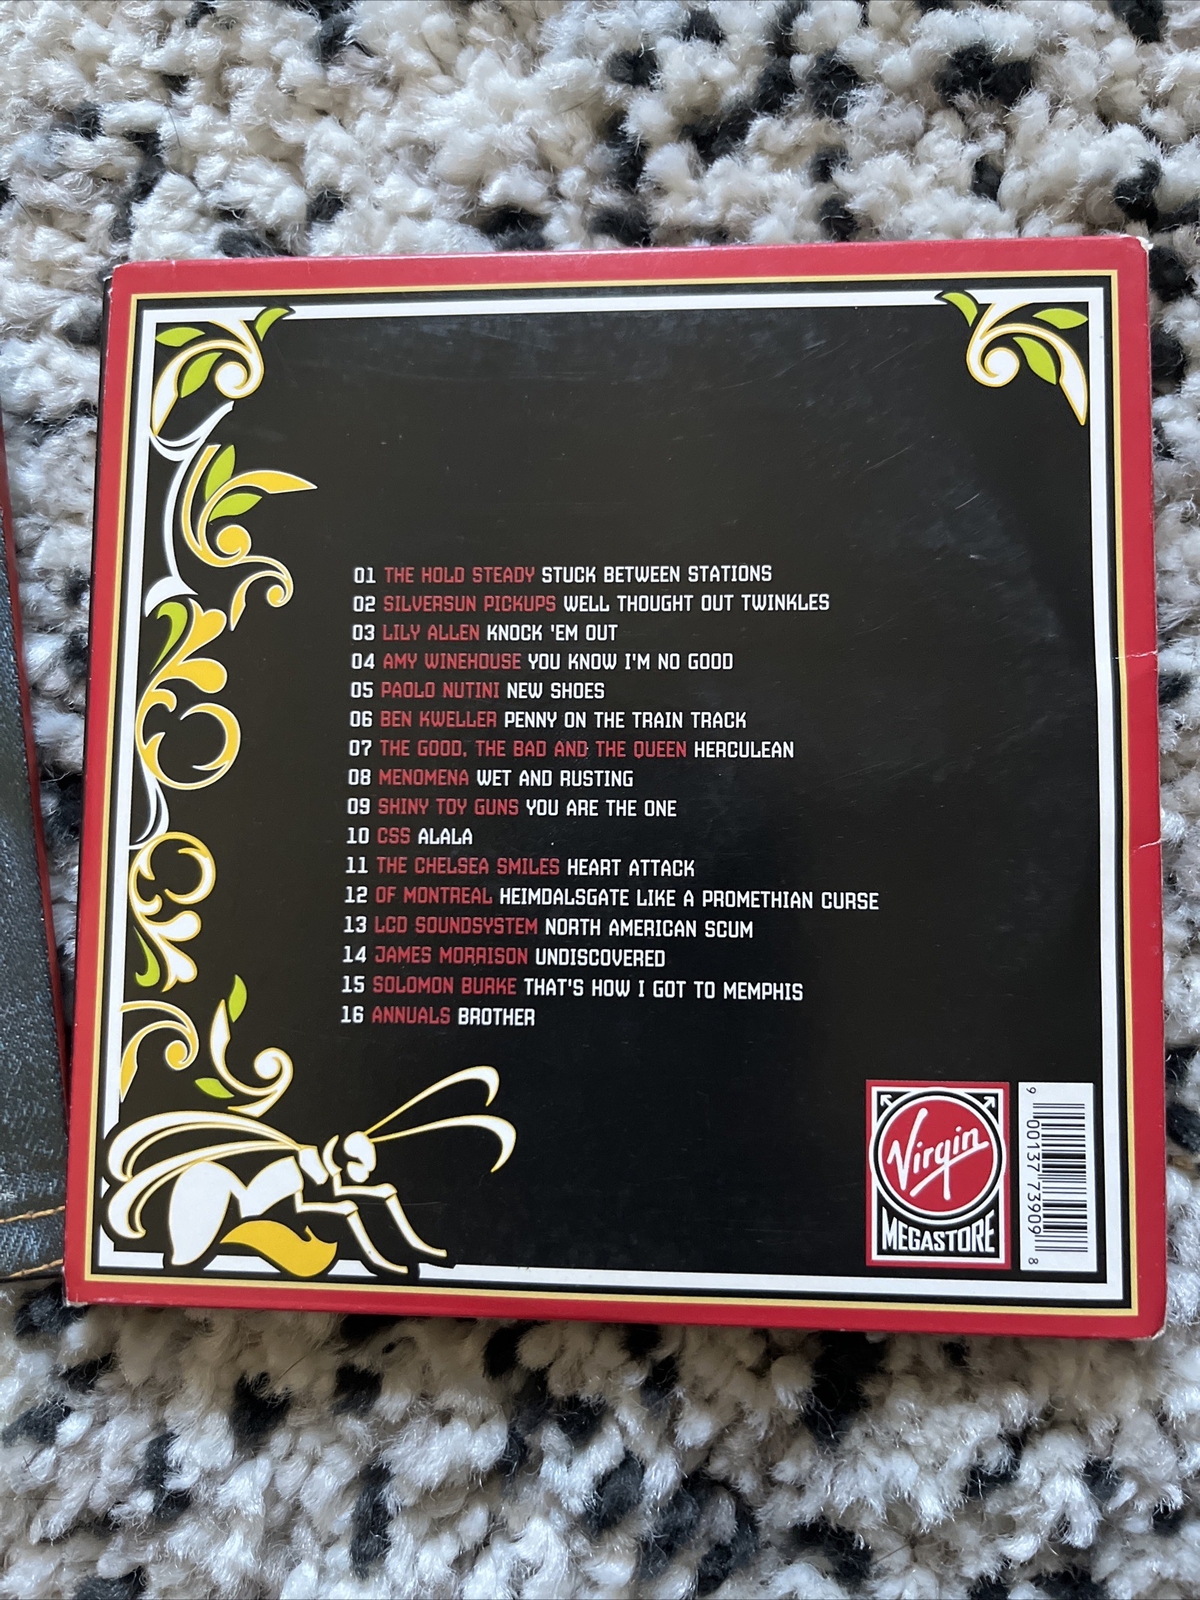 01 THE HOLD STEADY STUCK BETWEEN STATIONS
02 SILVERSUN PICKUPS WELL THOUGHT OUT TWINKLES
03 LILY ALLEN KNOCK 'EM OUT
04 AMY WINEHOUSE YOU KNOW I'M NO GOOD
05 PAOLO NUTINI NEW SHOES
06 BEN KWELLER PENNY ON THE TRAIN TRACK
07 THE GOOD, THE BAD AND THE QUEEN HERCULEAN
08 MENOMENA WET AND RUSTING
09 SHINY TOY GUNS YOU ARE THE ONE
10 CSS ALALA
11 THE CHELSEA SMILES HEART ATTACK
12 OF MONTREAL HEIMDALSGATE LIKE A PROMETHIAN CURSE
13 LCD SOUNDSYSTEM NORTH AMERICAN SCUM
14 JAMES MORRISON UNDISCOVERED
15 SOLOMON BURKE THAT'S HOW I GOT TO MEMPHIS
16 ANNUALS BROTHER
Virgin
MEGASTORE
9 00137 73909 8